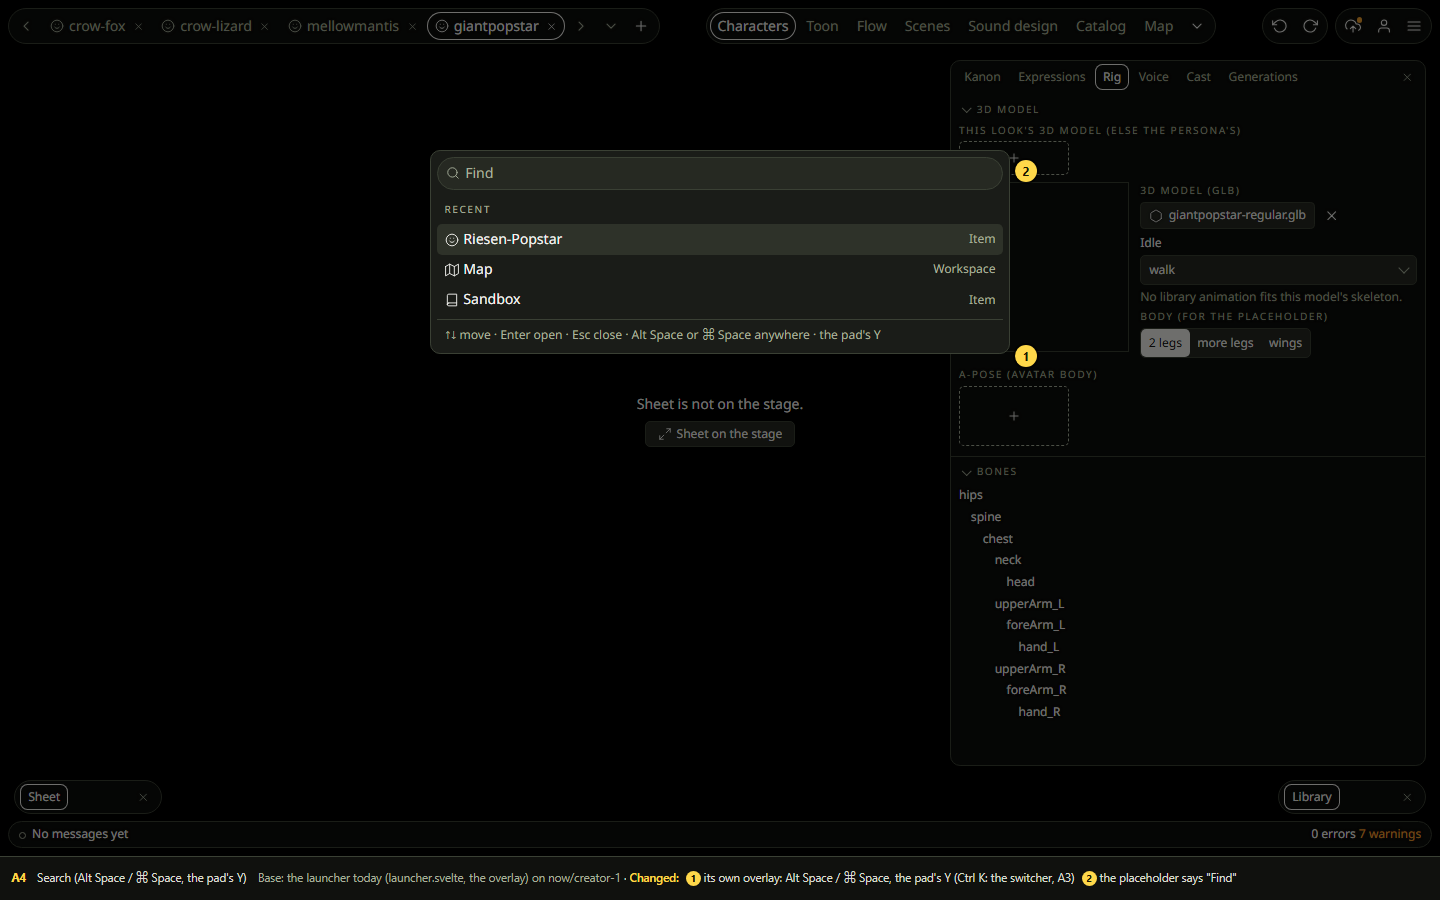 crow-fox crow-lizard mellowmantis giantpopstar
Characters Toon Flow Scenes Sound design Catalog Map
Kanon Expressions Rig Voice Cast Generations
3D MODEL
THIS LOOK'S 3D MODEL (ELSE THE PERSONA'S)
2
Find
RECENT
Riesen-Popstar Item
Map Workspace
Sandbox Item
↑↓ move · Enter open · Esc close · Alt Space or ⌘ Space anywhere · the pad's Y
3D MODEL (GLB)
giantpopstar-regular.glb
Idle
walk
No library animation fits this model's skeleton.
BODY (FOR THE PLACEHOLDER)
2 legs more legs wings
1
A-POSE (AVATAR BODY)
Sheet is not on the stage.
Sheet on the stage
BONES
hips
spine
chest
neck
head
upperArm_L
foreArm_L
hand_L
upperArm_R
foreArm_R
hand_R
Sheet
Library
No messages yet
0 errors 7 warnings
A4 Search (Alt Space / ⌘ Space, the pad's Y) Base: the launcher today (launcher.svelte, the overlay) on now/creator-1 · Changed: 1 its own overlay: Alt Space / ⌘ Space, the pad's Y (Ctrl K: the switcher, A3) 2 the placeholder says "Find"